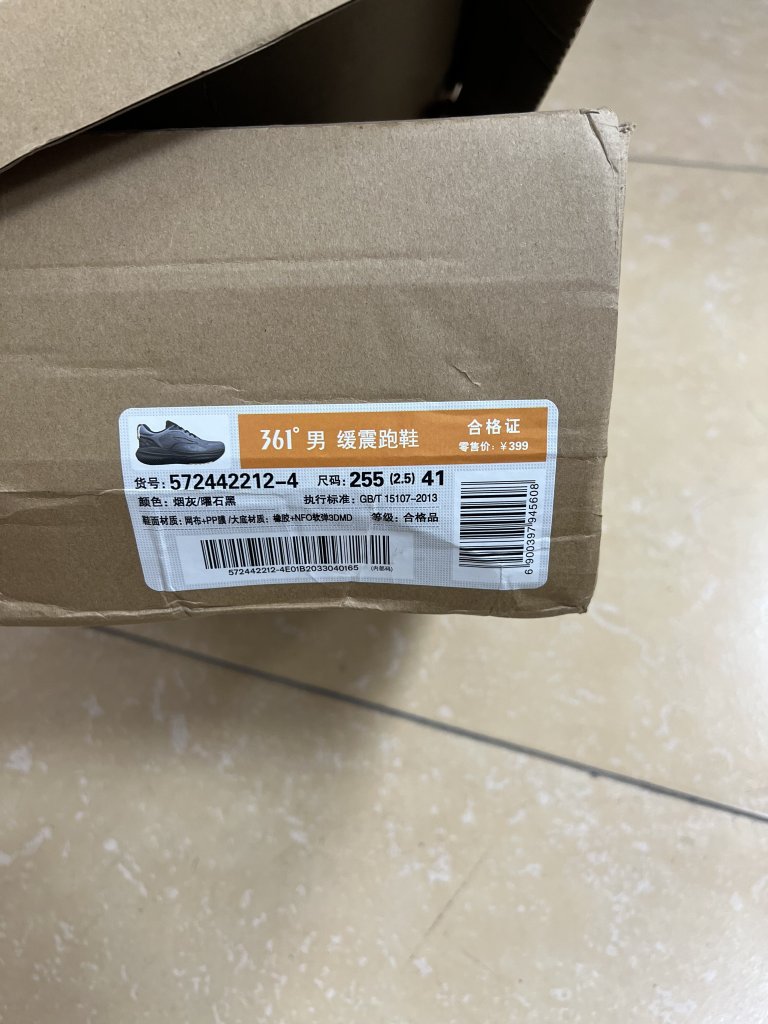 361° 男 缓震跑鞋
合格证
零售价：￥399
货号：572442212-4 尺码：255 (2.5) 41
颜色：烟灰/曜石黑 执行标准：GB/T 15107-2013
鞋面材质：网布+PP膜/大底材质：橡胶+NFO软弹3DMD 等级：合格品
572442212-4E01B2033040165 (内部码)
6 900397 945608